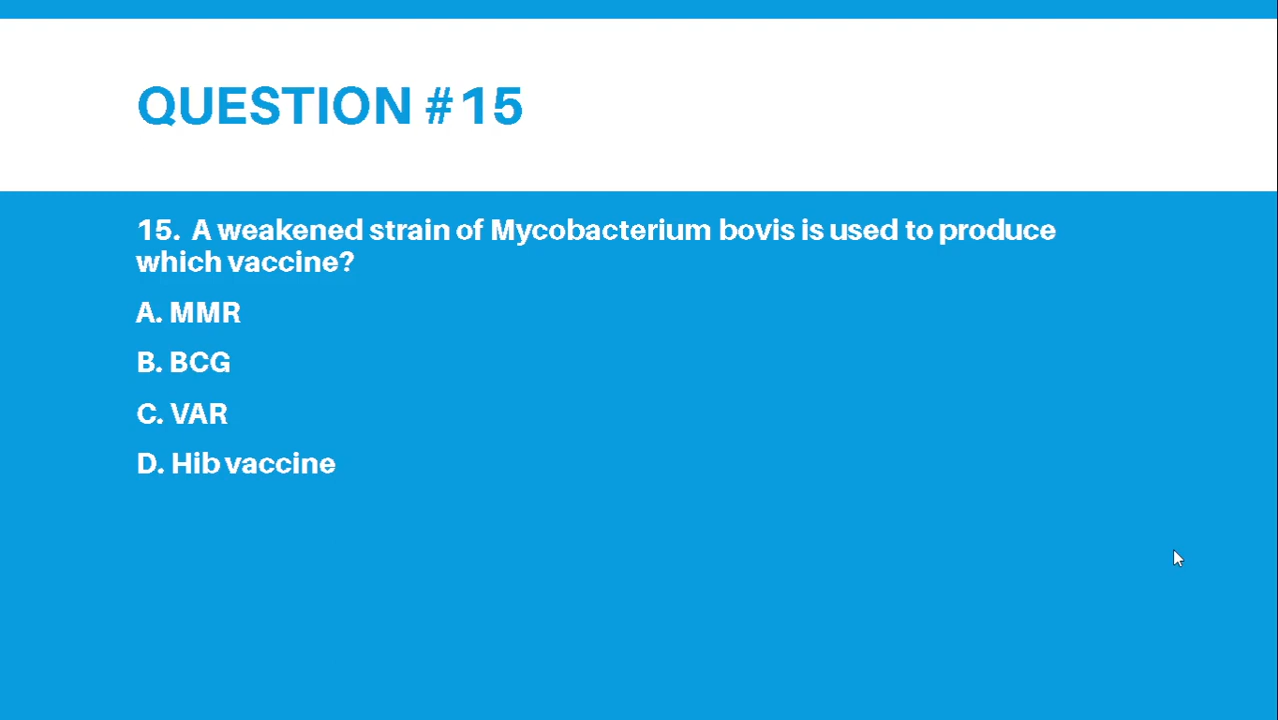 QUESTION #15
15. A weakened strain of Mycobacterium bovis is used to produce
which vaccine?
A. MMR
B. BCG
C. VAR
D. Hib vaccine